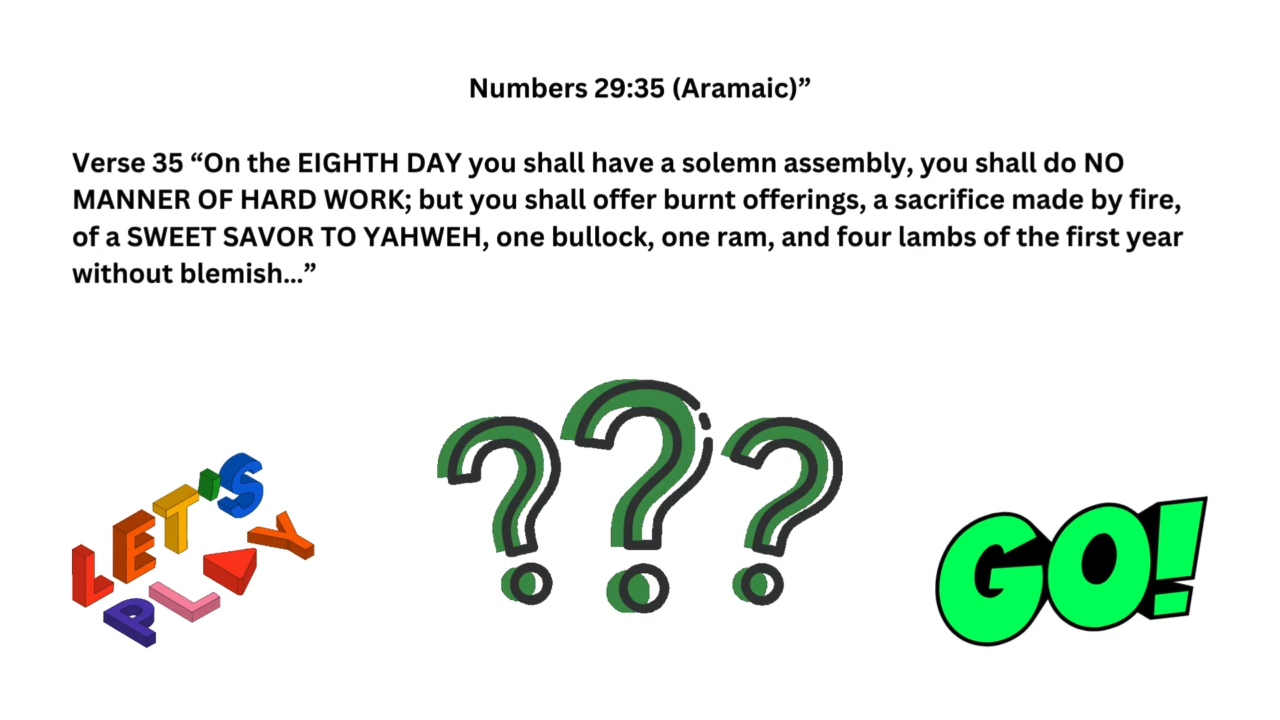 Numbers 29:35 (Aramaic)”
Verse 35 “On the EIGHTH DAY you shall have a solemn assembly, you shall do NO
MANNER OF HARD WORK; but you shall offer burnt offerings, a sacrifice made by fire,
of a SWEET SAVOR TO YAHWEH, one bullock, one ram, and four lambs of the first year
without blemish...”
LET'S
PLAY
???
GO!